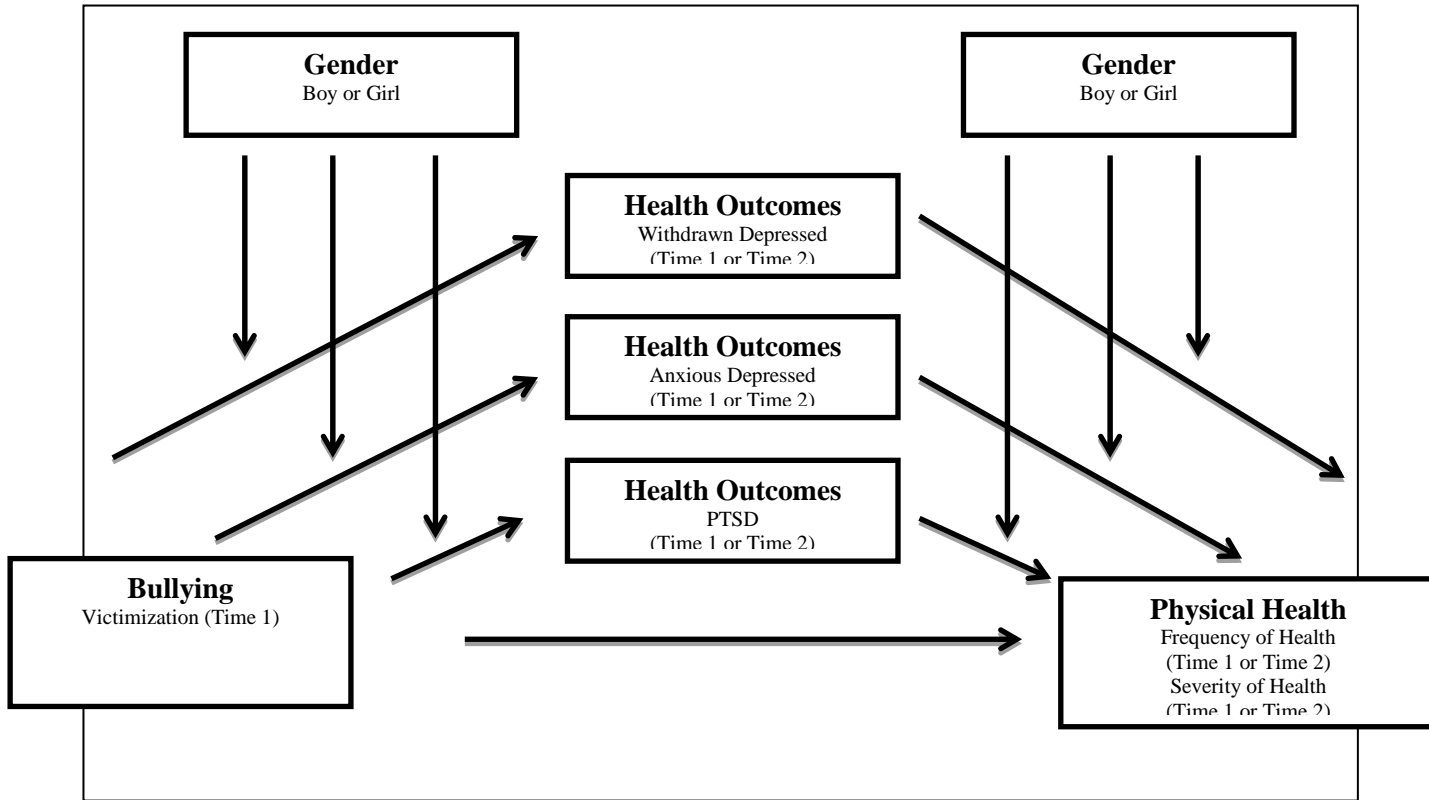 Gender
Boy or Girl
Gender
Boy or Girl
Health Outcomes
Withdrawn Depressed
(Time 1 or Time 2)
Health Outcomes
Anxious Depressed
(Time 1 or Time 2)
Health Outcomes
PTSD
(Time 1 or Time 2)
Bullying
Victimization (Time 1)
Physical Health
Frequency of Health
(Time 1 or Time 2)
Severity of Health
(Time 1 or Time 2)